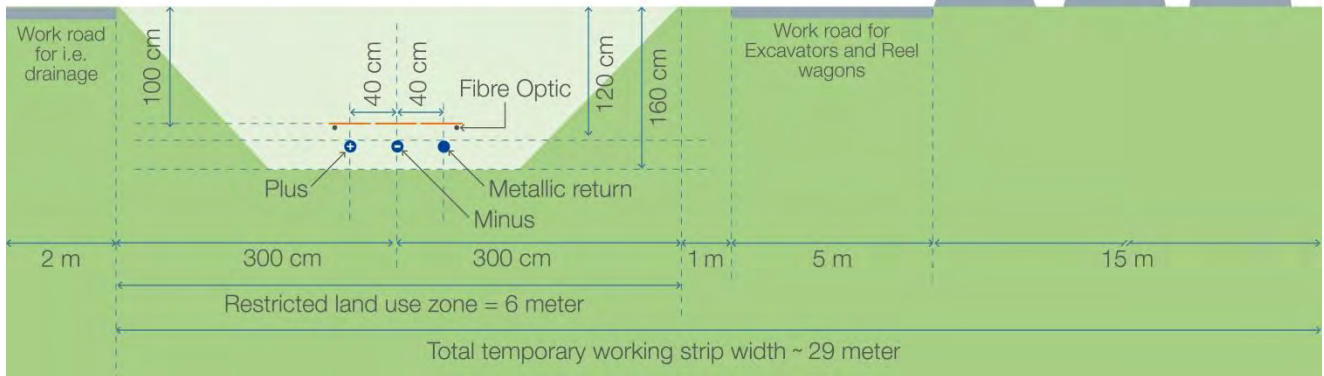 Work road
for i.e.
drainage
100 cm
40 cm
40 cm
Fibre Optic
120 cm
160 cm
Work road for
Excavators and Reel
wagons
+
−
Plus
Metallic return
Minus
2 m
300 cm
300 cm
1 m
5 m
15 m
Restricted land use zone = 6 meter
Total temporary working strip width ~ 29 meter